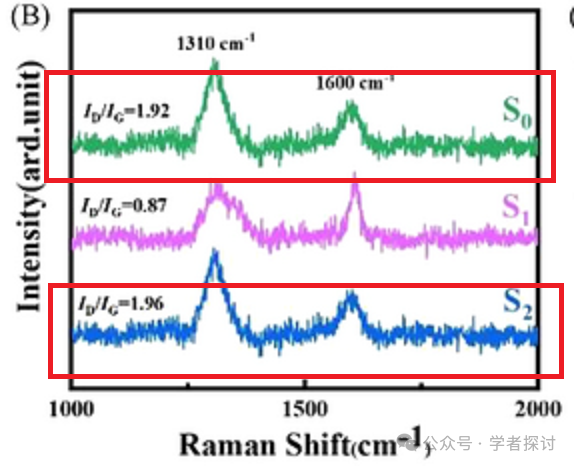 (B)
1310 cm⁻¹
1600 cm⁻¹
I_D/I_G=1.92
S₀
I_D/I_G=0.87
S₁
I_D/I_G=1.96
S₂
Intensity(ard.unit)
1000
1500
2000
Raman Shift(cm⁻¹)
公众号 · 学者探讨